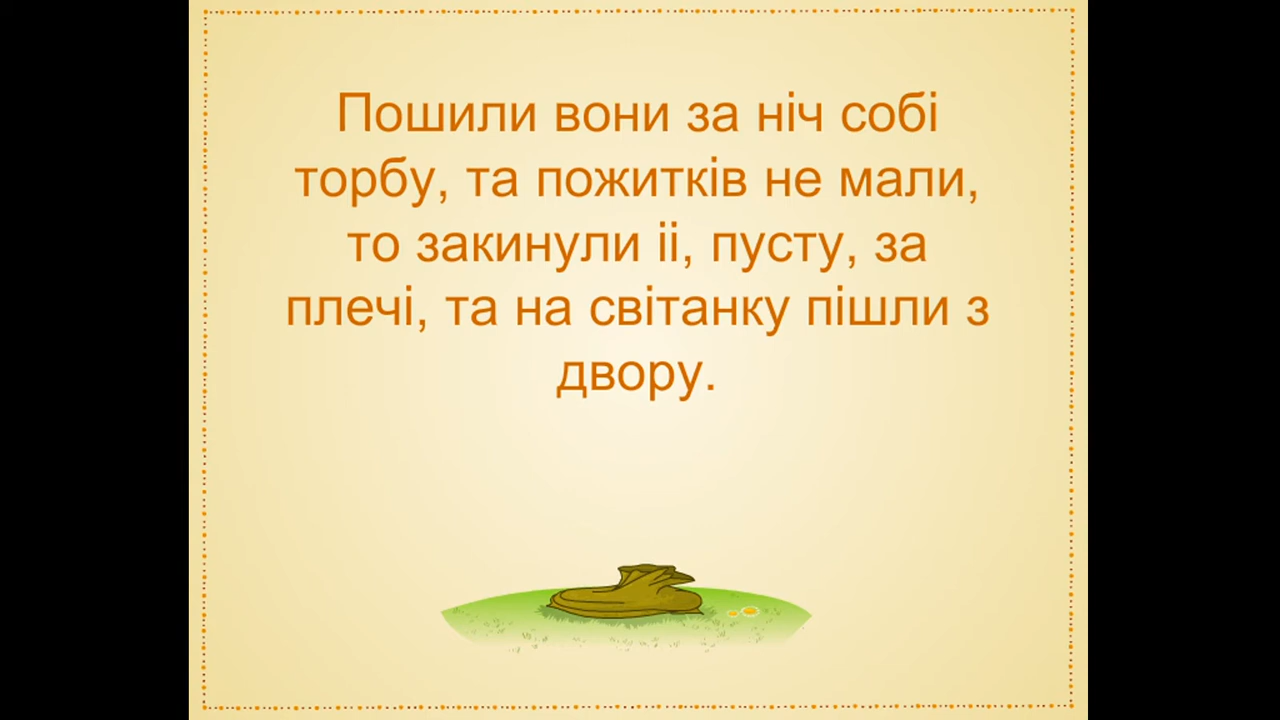 Пошили вони за ніч собі
торбу, та пожитків не мали,
то закинули іі, пусту, за
плечі, та на світанку пішли з
двору.